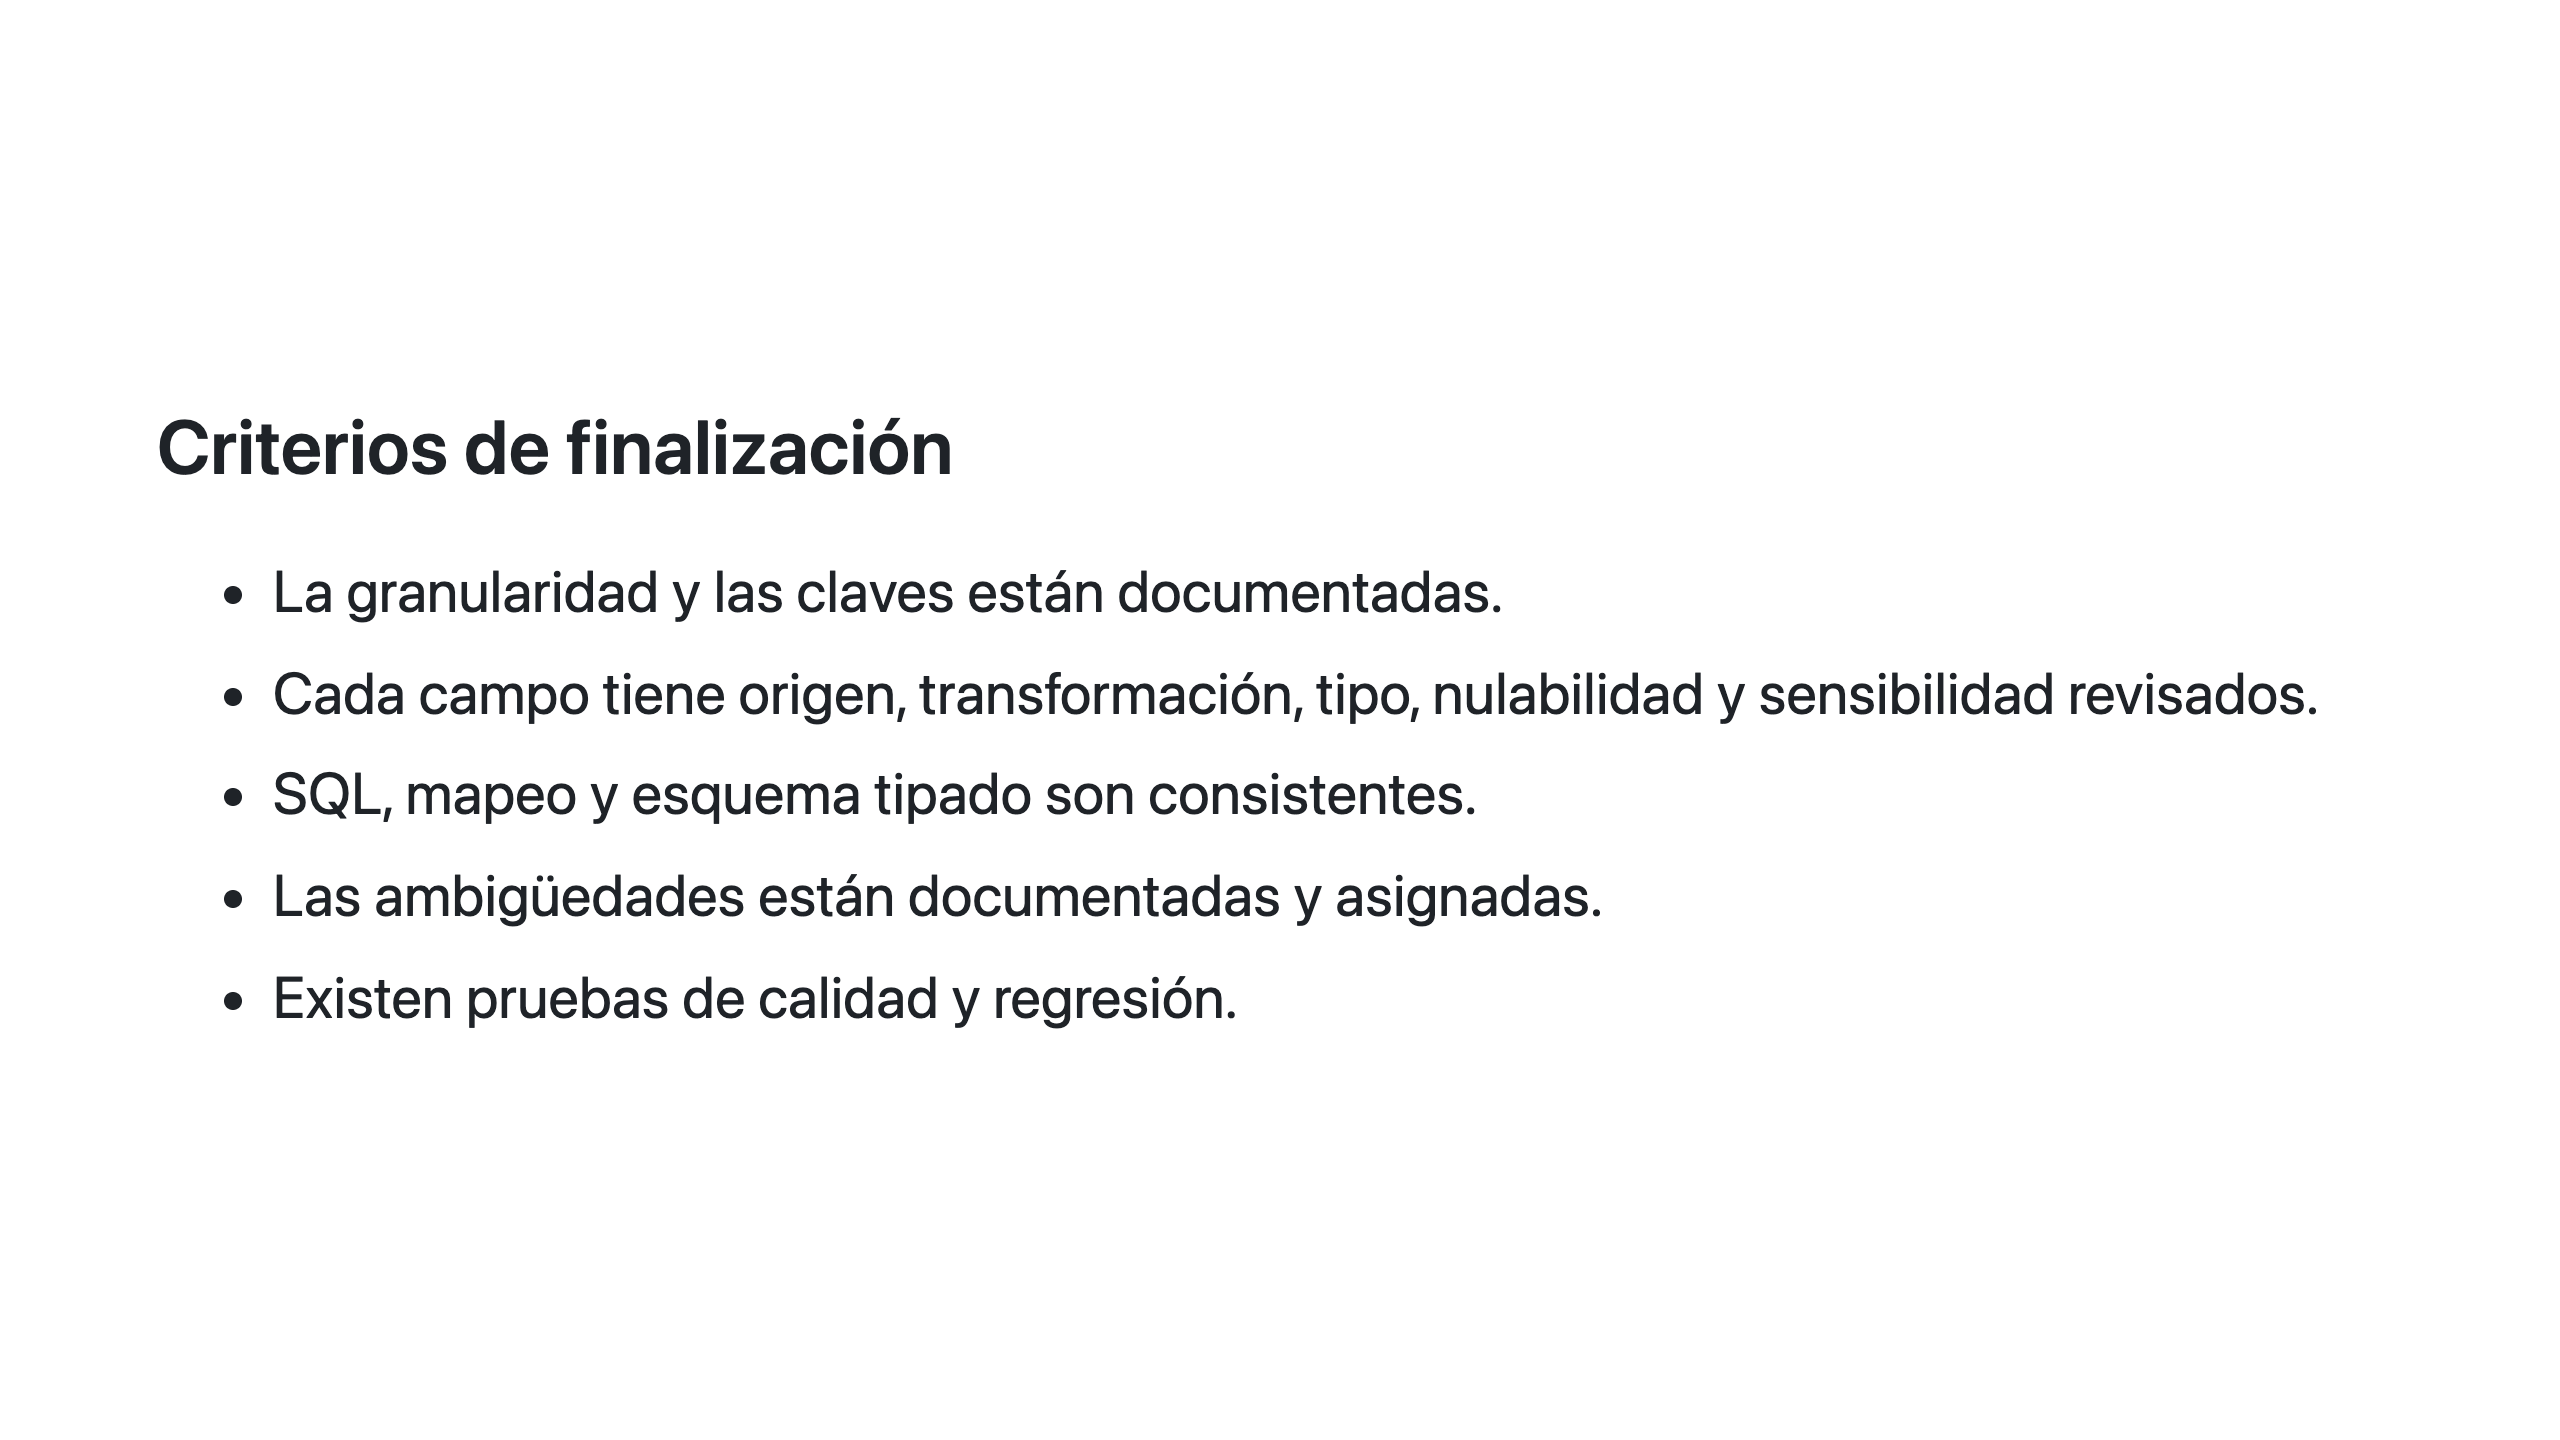 Criterios de finalización
• La granularidad y las claves están documentadas.
• Cada campo tiene origen, transformación, tipo, nulabilidad y sensibilidad revisados.
• SQL, mapeo y esquema tipado son consistentes.
• Las ambigüedades están documentadas y asignadas.
• Existen pruebas de calidad y regresión.